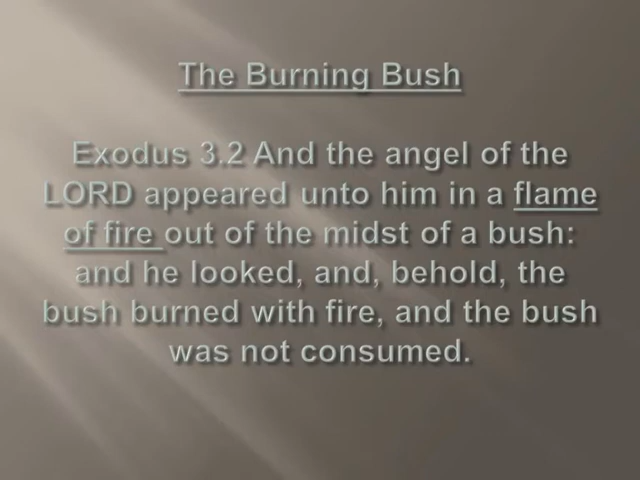 The Burning Bush
Exodus 3.2 And the angel of the
LORD appeared unto him in a flame
of fire out of the midst of a bush:
and he looked, and, behold, the
bush burned with fire, and the bush
was not consumed.